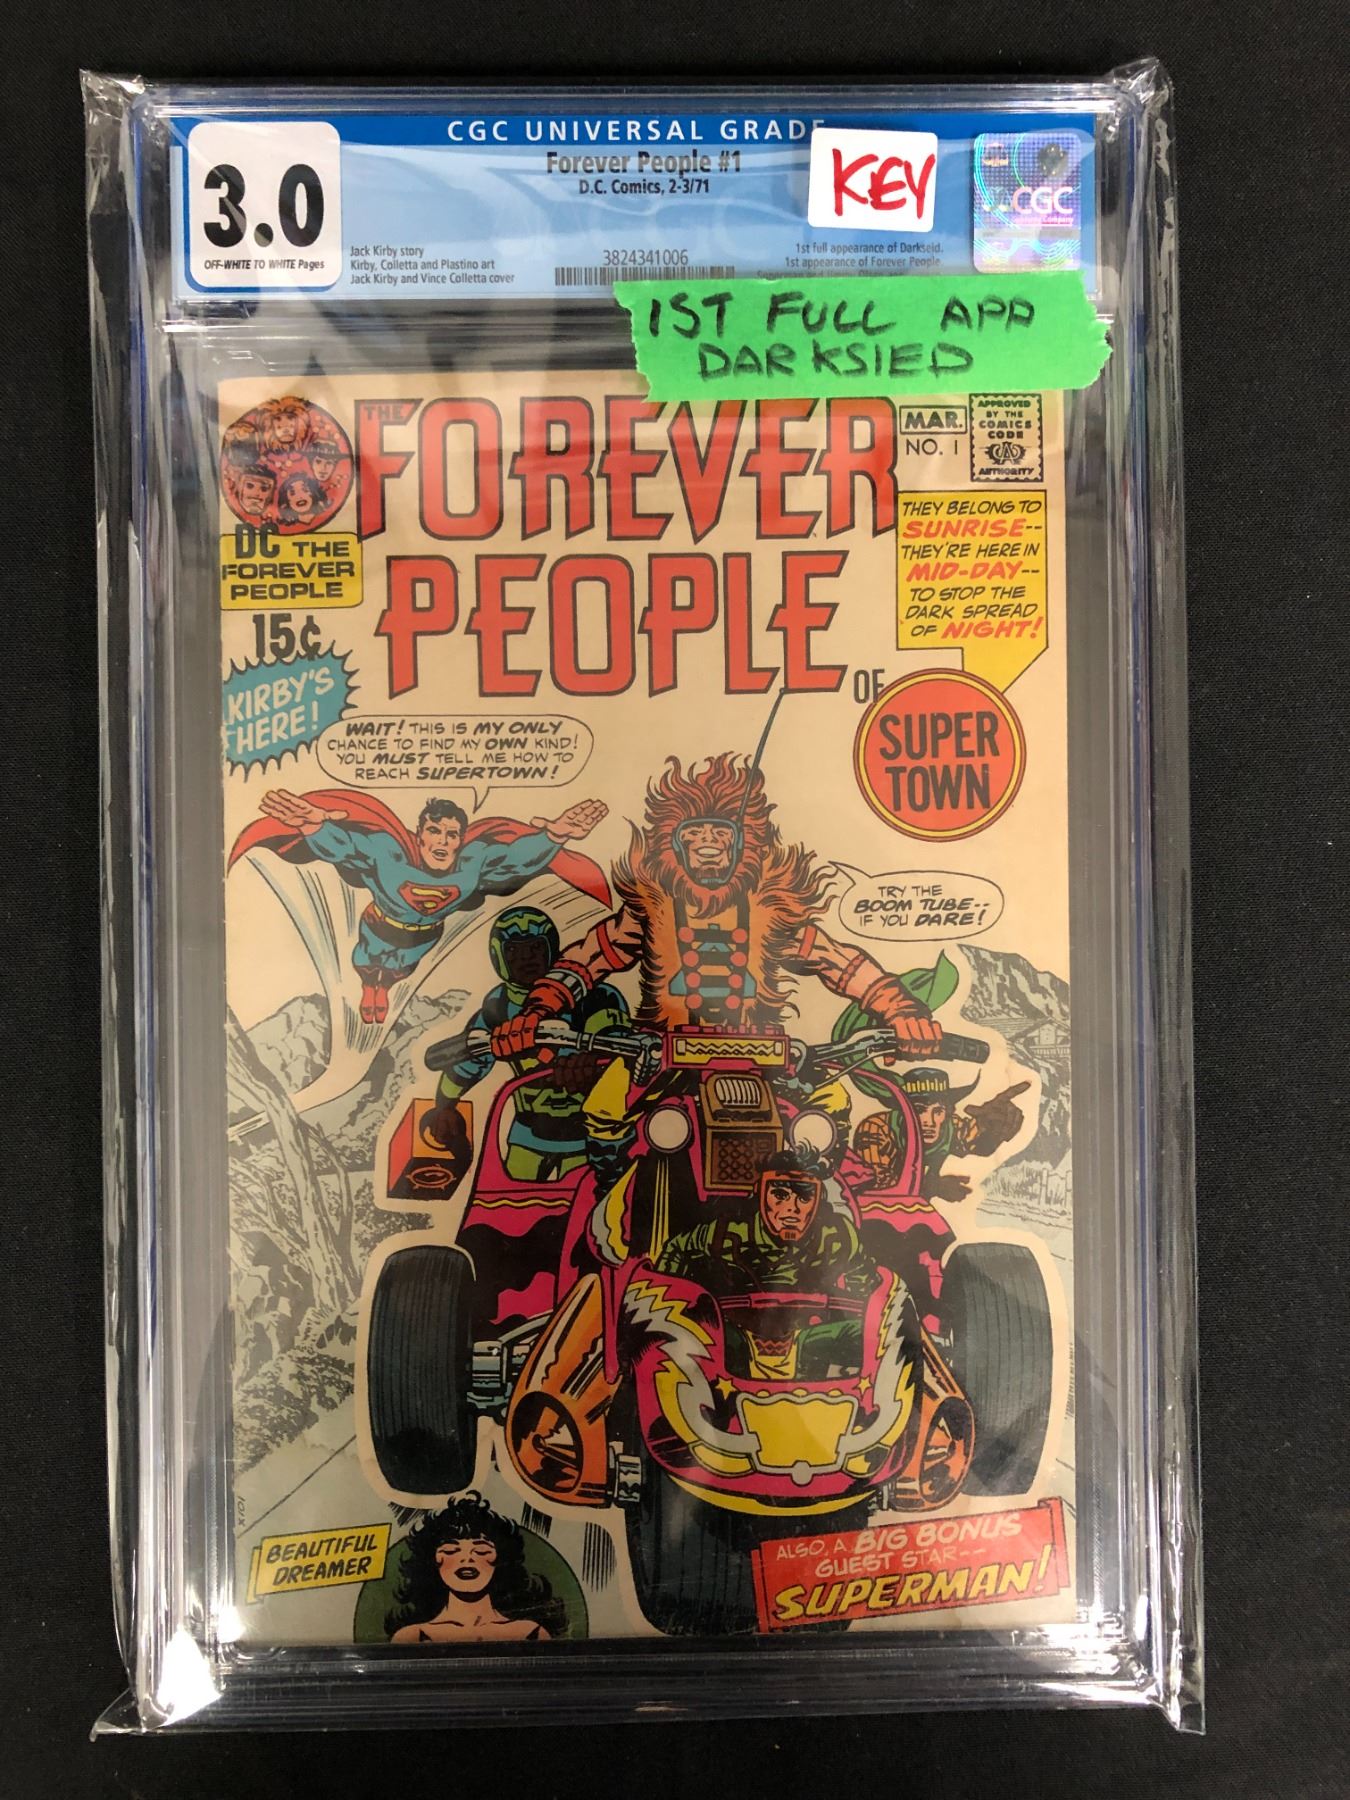 CGC UNIVERSAL GRADE
3.0
OFF-WHITE TO WHITE Pages
Forever People #1
D.C. Comics, 2-3/71
KEY
CGC
Jack Kirby story
Kirby, Colletta and Plastino art
Jack Kirby and Vince Colletta cover
3824341006
1st full appearance of Darkseid.
1st appearance of Forever People.
1ST FULL APP
DARKSIED
THE
FOREVER
PEOPLE
OF
SUPER
TOWN
MAR.
NO. 1
APPROVED
BY THE
COMICS
CODE
AUTHORITY
DC THE
FOREVER
PEOPLE
15¢
KIRBY'S
HERE!
THEY BELONG TO
SUNRISE--
THEY'RE HERE IN
MID-DAY--
TO STOP THE
DARK SPREAD
OF NIGHT!
WAIT! THIS IS MY ONLY
CHANCE TO FIND MY OWN KIND!
YOU MUST TELL ME HOW TO
REACH SUPERTOWN!
TRY THE
BOOM TUBE--
IF YOU DARE!
X101
BEAUTIFUL
DREAMER
ALSO, A BIG BONUS
GUEST STAR--
SUPERMAN!